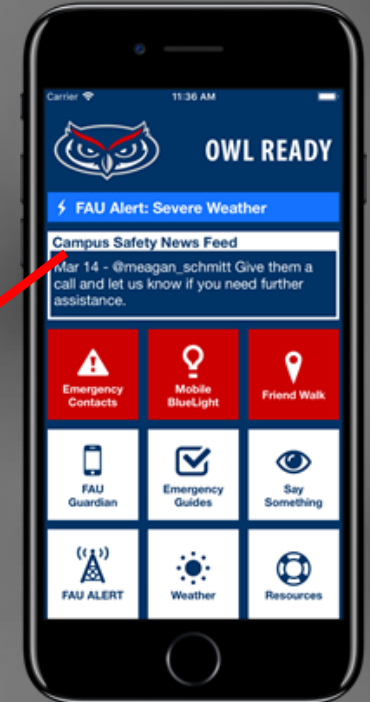 Carrier 11:36 AM
OWL READY
FAU Alert: Severe Weather
Campus Safety News Feed
Mar 14 - @meagan_schmitt Give them a
call and let us know if you need further
assistance.
Emergency
Contacts
Mobile
BlueLight
Friend Walk
FAU
Guardian
Emergency
Guides
Say
Something
FAU ALERT
Weather
Resources